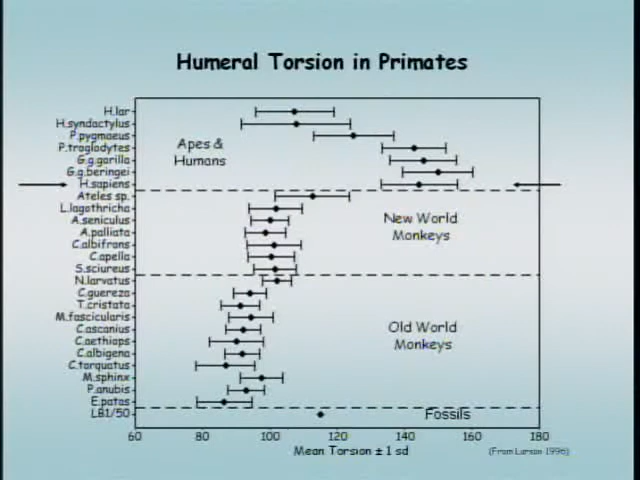 Humeral Torsion in Primates
H.lar
H.syndactylus
P.pygmaeus
P.troglodytes
G.g.gorilla
G.g.beringei
H.sapiens
Apes &
Humans
Ateles sp.
L.lagothricha
A.seniculus
A.palliata
C.albifrons
C.apella
S.sciureus
New World
Monkeys
N.larvatus
C.guereza
T.cristata
M.fascicularis
C.ascanius
C.aethiops
C.albigena
C.torquatus
M.sphinx
P.anubis
E.patas
Old World
Monkeys
LB1/50
Fossils
60 80 100 120 140 160 180
Mean Torsion ± 1 sd
(From Larson 1996)